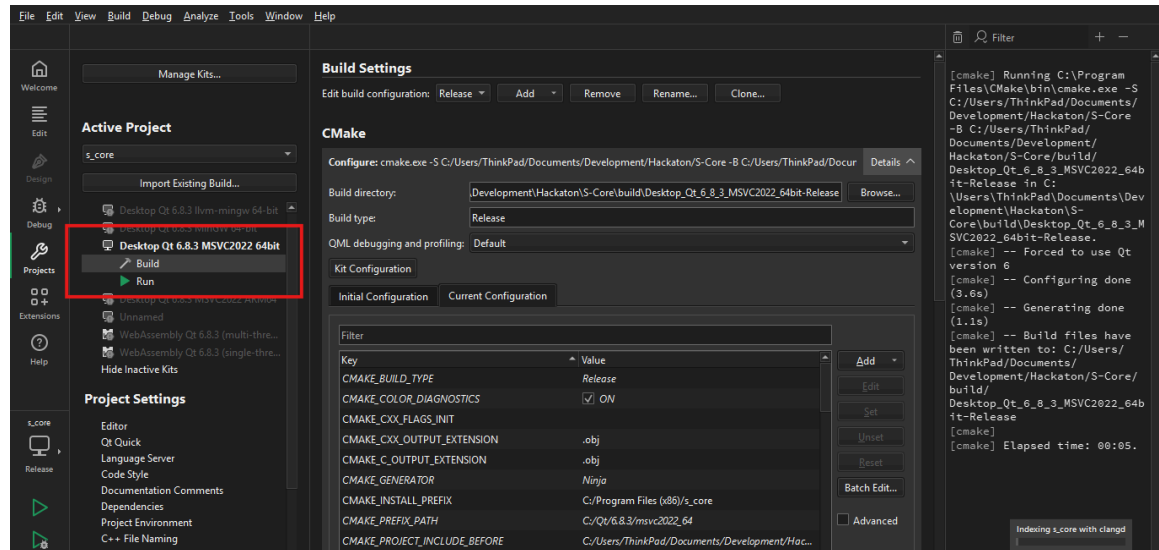 File Edit View Build Debug Analyze Tools Window Help
Filter
Welcome
Edit
Design
Debug
Projects
Extensions
Help
s_core
Release
Manage Kits...
Active Project
s_core
Import Existing Build...
Desktop Qt 6.8.3 llvm-mingw 64-bit
Desktop Qt 6.8.3 MinGW 64-bit
Desktop Qt 6.8.3 MSVC2022 64bit
Build
Run
Desktop Qt 6.8.3 MSVC2022 ARM64
Unnamed
WebAssembly Qt 6.8.3 (multi-thre...
WebAssembly Qt 6.8.3 (single-thre...
Hide Inactive Kits
Project Settings
Editor
Qt Quick
Language Server
Code Style
Documentation Comments
Dependencies
Project Environment
C++ File Naming
Build Settings
Edit build configuration: Release Add Remove Rename... Clone...
CMake
Configure: cmake.exe -S C:/Users/ThinkPad/Documents/Development/Hackaton/S-Core -B C:/Users/ThinkPad/Docur Details
Build directory: Development\Hackaton\S-Core\build\Desktop_Qt_6_8_3_MSVC2022_64bit-Release Browse...
Build type: Release
QML debugging and profiling: Default
Kit Configuration
Initial Configuration Current Configuration
Filter
Key Value
CMAKE_BUILD_TYPE Release
CMAKE_COLOR_DIAGNOSTICS ON
CMAKE_CXX_FLAGS_INIT
CMAKE_CXX_OUTPUT_EXTENSION .obj
CMAKE_C_OUTPUT_EXTENSION .obj
CMAKE_GENERATOR Ninja
CMAKE_INSTALL_PREFIX C:/Program Files (x86)/s_core
CMAKE_PREFIX_PATH C:/Qt/6.8.3/msvc2022_64
CMAKE_PROJECT_INCLUDE_BEFORE C:/Users/ThinkPad/Documents/Development/Hac...
Add
Edit
Set
Unset
Reset
Batch Edit...
Advanced
[cmake] Running C:\Program
Files\CMake\bin\cmake.exe -S
C:/Users/ThinkPad/Documents/
Development/Hackaton/S-Core
-B C:/Users/ThinkPad/
Documents/Development/
Hackaton/S-Core/build/
Desktop_Qt_6_8_3_MSVC2022_64b
it-Release in C:
\Users\ThinkPad\Documents\Dev
elopment\Hackaton\S-
Core\build\Desktop_Qt_6_8_3_M
SVC2022_64bit-Release.
[cmake] -- Forced to use Qt
version 6
[cmake] -- Configuring done
(3.6s)
[cmake] -- Generating done
(1.1s)
[cmake] -- Build files have
been written to: C:/Users/
ThinkPad/Documents/
Development/Hackaton/S-Core/
build/
Desktop_Qt_6_8_3_MSVC2022_64b
it-Release
[cmake]
[cmake] Elapsed time: 00:05.
Indexing s_core with clangd